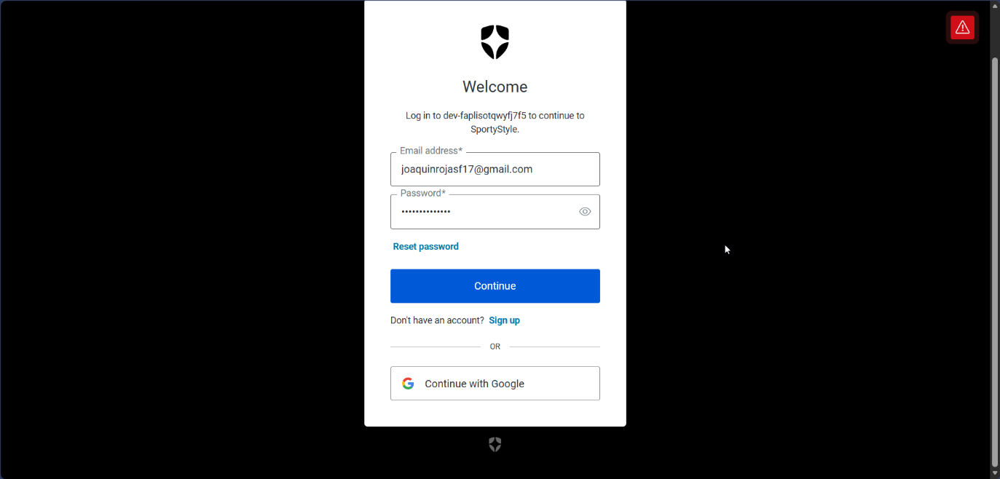 Welcome
Log in to dev-faplisotqwyfj7f5 to continue to
SportyStyle.
Email address*
joaquinrojasf17@gmail.com
Password*
••••••••••••••
Reset password
Continue
Don't have an account? Sign up
OR
Continue with Google